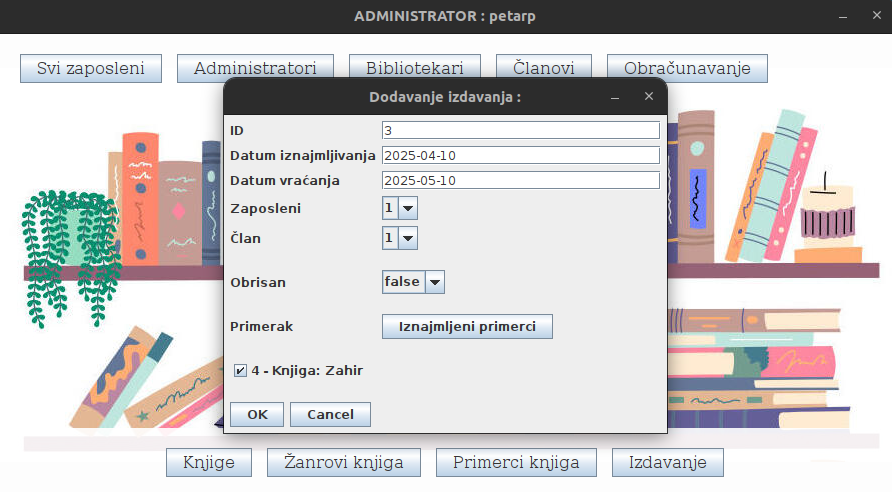 ADMINISTRATOR : petarp
Svi zaposleni
Administratori
Bibliotekari
Članovi
Obračunavanje
Dodavanje izdavanja :
ID
3
Datum iznajmljivanja
2025-04-10
Datum vraćanja
2025-05-10
Zaposleni
1
Član
1
Obrisan
false
Primerak
Iznajmljeni primerci
4 - Knjiga: Zahir
OK
Cancel
Knjige
Žanrovi knjiga
Primerci knjiga
Izdavanje